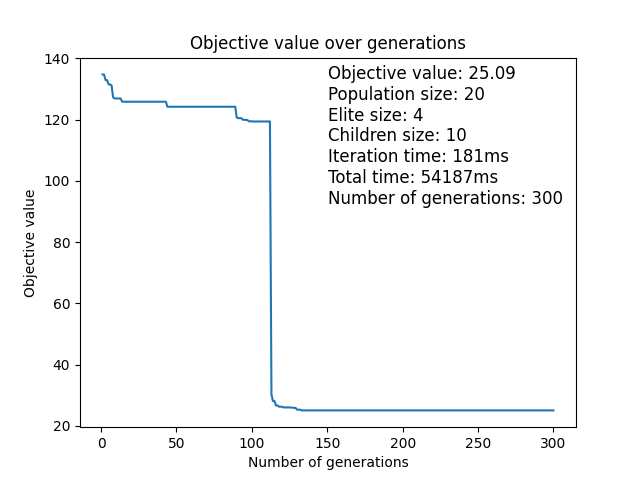 Objective value over generations
Objective value: 25.09
Population size: 20
Elite size: 4
Children size: 10
Iteration time: 181ms
Total time: 54187ms
Number of generations: 300
Objective value
140
120
100
80
60
40
20
0 50 100 150 200 250 300
Number of generations